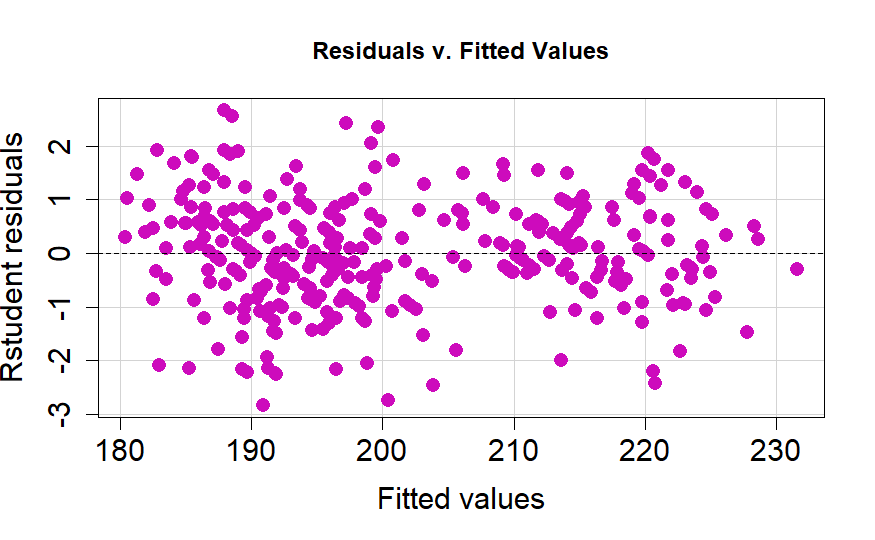 Residuals v. Fitted Values
Rstudent residuals
2
1
0
-1
-2
-3
180 190 200 210 220 230
Fitted values